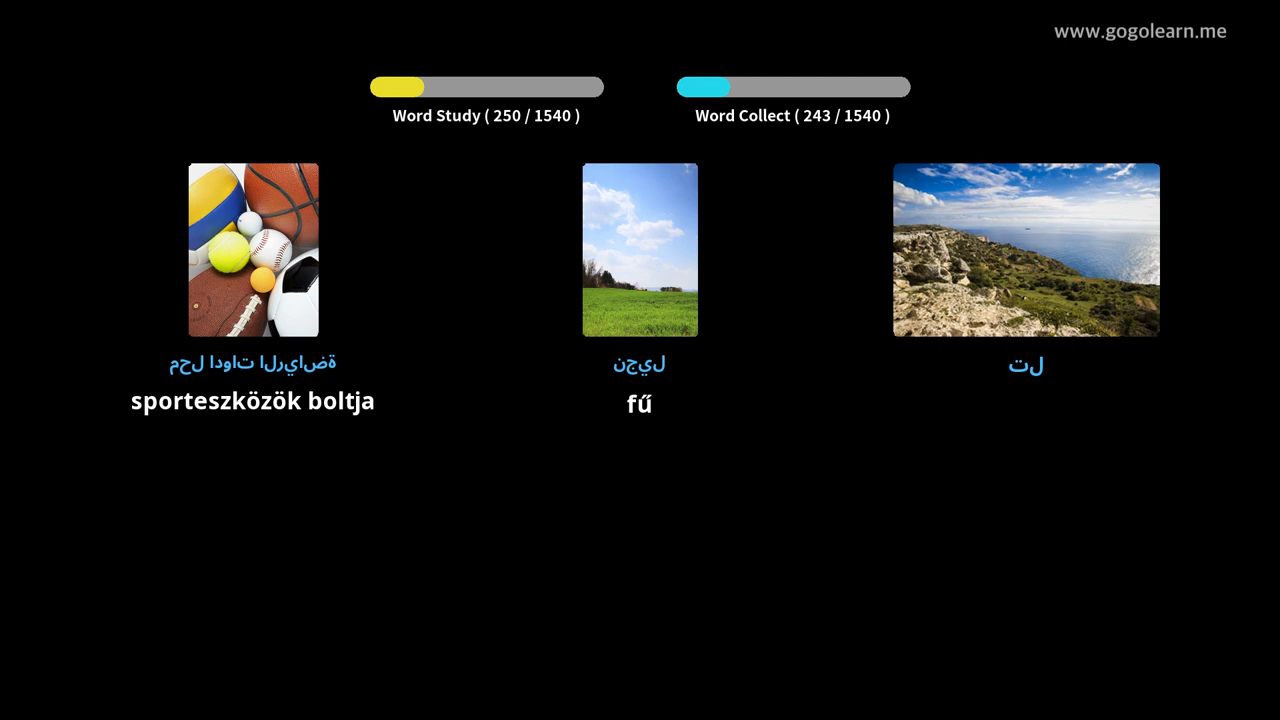 www.gogolearn.me
Word Study ( 250 / 1540 )
Word Collect ( 243 / 1540 )
محل ادوات الرياضة
sporteszközök boltja
نجيل
fű
تل